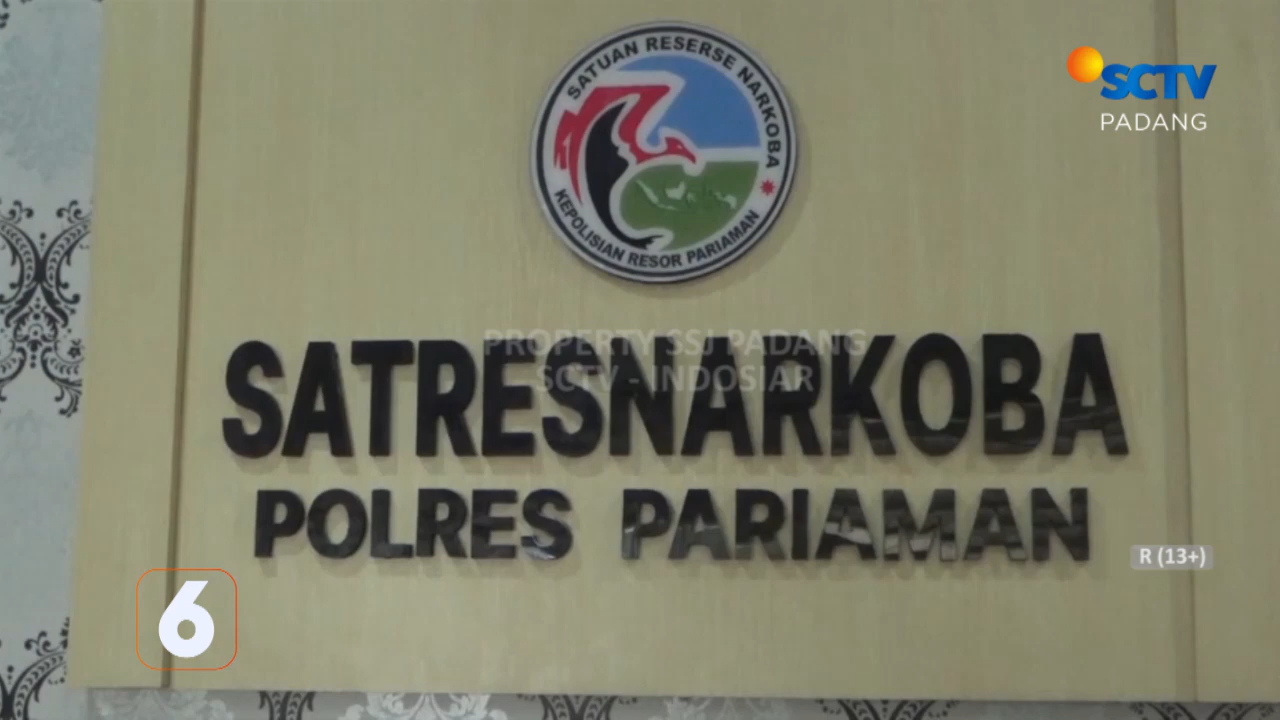 SATUAN RESERSE NARKOBA
KEPOLISIAN RESOR PARIAMAN
SCTV
PADANG
PROPERTY SSJ PADANG
SCTV - INDOSIAR
SATRESNARKOBA
POLRES PARIAMAN
R (13+)
6